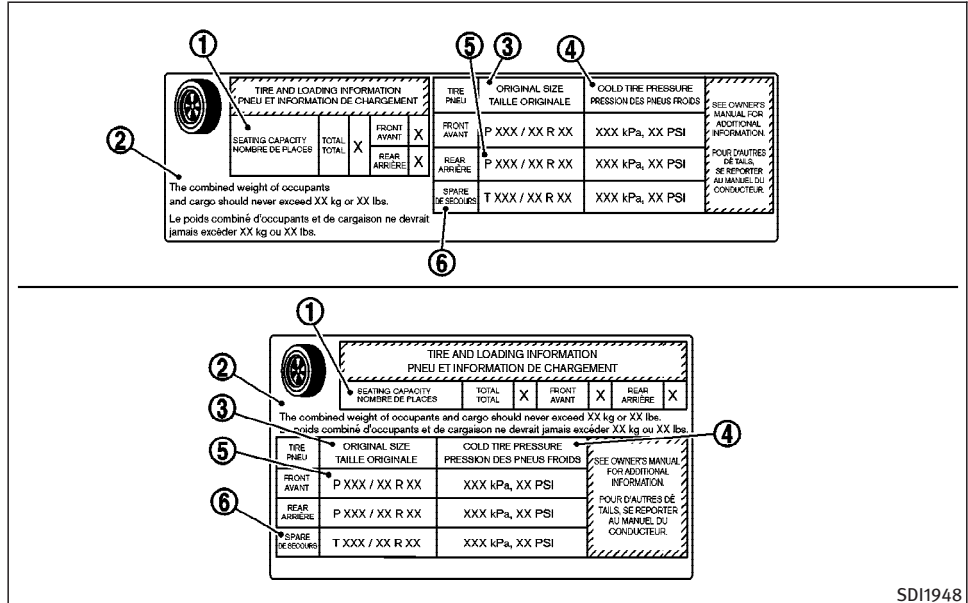 ① ⑤ ③ ④
TIRE AND LOADING INFORMATION
PNEU ET INFORMATION DE CHARGEMENT
SEATING CAPACITY
NOMBRE DE PLACES
TOTAL
TOTAL
X
FRONT
AVANT
X
REAR
ARRIÈRE
X
②
The combined weight of occupants
and cargo should never exceed XX kg or XX lbs.
Le poids combiné d'occupants et de cargaison ne devrait
jamais excéder XX kg ou XX lbs.
TIRE
PNEU
ORIGINAL SIZE
TAILLE ORIGINALE
COLD TIRE PRESSURE
PRESSION DES PNEUS FROIDS
FRONT
AVANT
P XXX / XX R XX
XXX kPa, XX PSI
REAR
ARRIÈRE
P XXX / XX R XX
XXX kPa, XX PSI
SPARE
DE SECOURS
T XXX / XX R XX
XXX kPa, XX PSI
SEE OWNER'S
MANUAL FOR
ADDITIONAL
INFORMATION.
POUR D'AUTRES
DÉTAILS,
SE REPORTER
AU MANUEL DU
CONDUCTEUR.
⑥
①
TIRE AND LOADING INFORMATION
PNEU ET INFORMATION DE CHARGEMENT
SEATING CAPACITY
NOMBRE DE PLACES
TOTAL
TOTAL
X
FRONT
AVANT
X
REAR
ARRIÈRE
X
②
The combined weight of occupants and cargo should never exceed XX kg or XX lbs.
Le poids combiné d'occupants et de cargaison ne devrait jamais excéder XX kg ou XX lbs.
③
④
TIRE
PNEU
ORIGINAL SIZE
TAILLE ORIGINALE
COLD TIRE PRESSURE
PRESSION DES PNEUS FROIDS
⑤
FRONT
AVANT
P XXX / XX R XX
XXX kPa, XX PSI
REAR
ARRIÈRE
P XXX / XX R XX
XXX kPa, XX PSI
⑥
SPARE
DE SECOURS
T XXX / XX R XX
XXX kPa, XX PSI
SEE OWNER'S MANUAL
FOR ADDITIONAL
INFORMATION.
POUR D'AUTRES DÉ
TAILS, SE REPORTER
AU MANUEL DU
CONDUCTEUR.
SDI1948